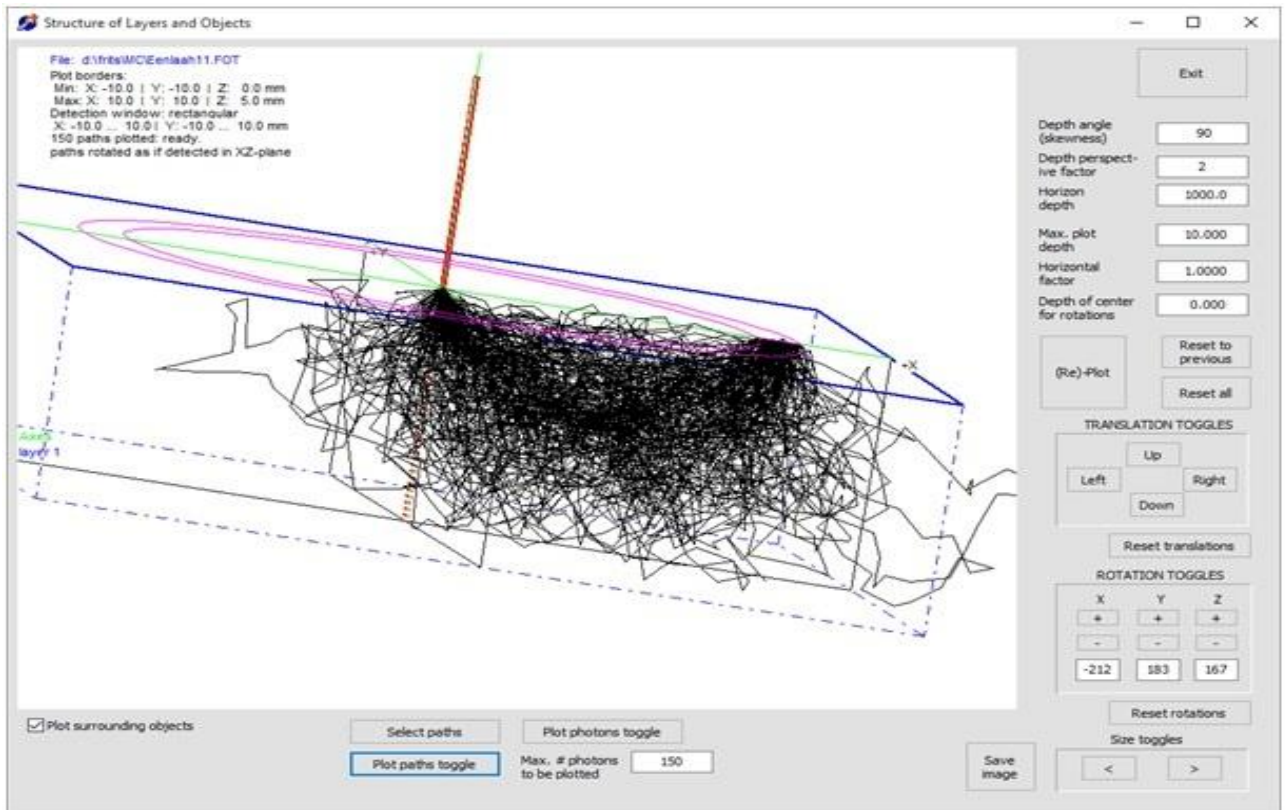 Structure of Layers and Objects
File: d:\frits\MC\Eenlaah11.FOT
Plot borders:
Min: X: -10.0 | Y: -10.0 | Z: 0.0 mm
Max: X: 10.0 | Y: 10.0 | Z: 5.0 mm
Detection window: rectangular
X: -10.0 ... 10.0 | Y: -10.0 ... 10.0 mm
150 paths plotted: ready.
paths rotated as if detected in XZ-plane
+Y
+X
Axes
layer 1
Exit
Depth angle
(skewness)
90
Depth perspect-
ive factor
2
Horizon
depth
1000.0
Max. plot
depth
10.000
Horizontal
factor
1.0000
Depth of center
for rotations
0.000
(Re)-Plot
Reset to
previous
Reset all
TRANSLATION TOGGLES
Up
Left
Right
Down
Reset translations
ROTATION TOGGLES
X Y Z
+ + +
- - -
-212 183 167
Reset rotations
Size toggles
< >
Plot surrounding objects
Select paths
Plot photons toggle
Plot paths toggle
Max. # photons
to be plotted
150
Save
image